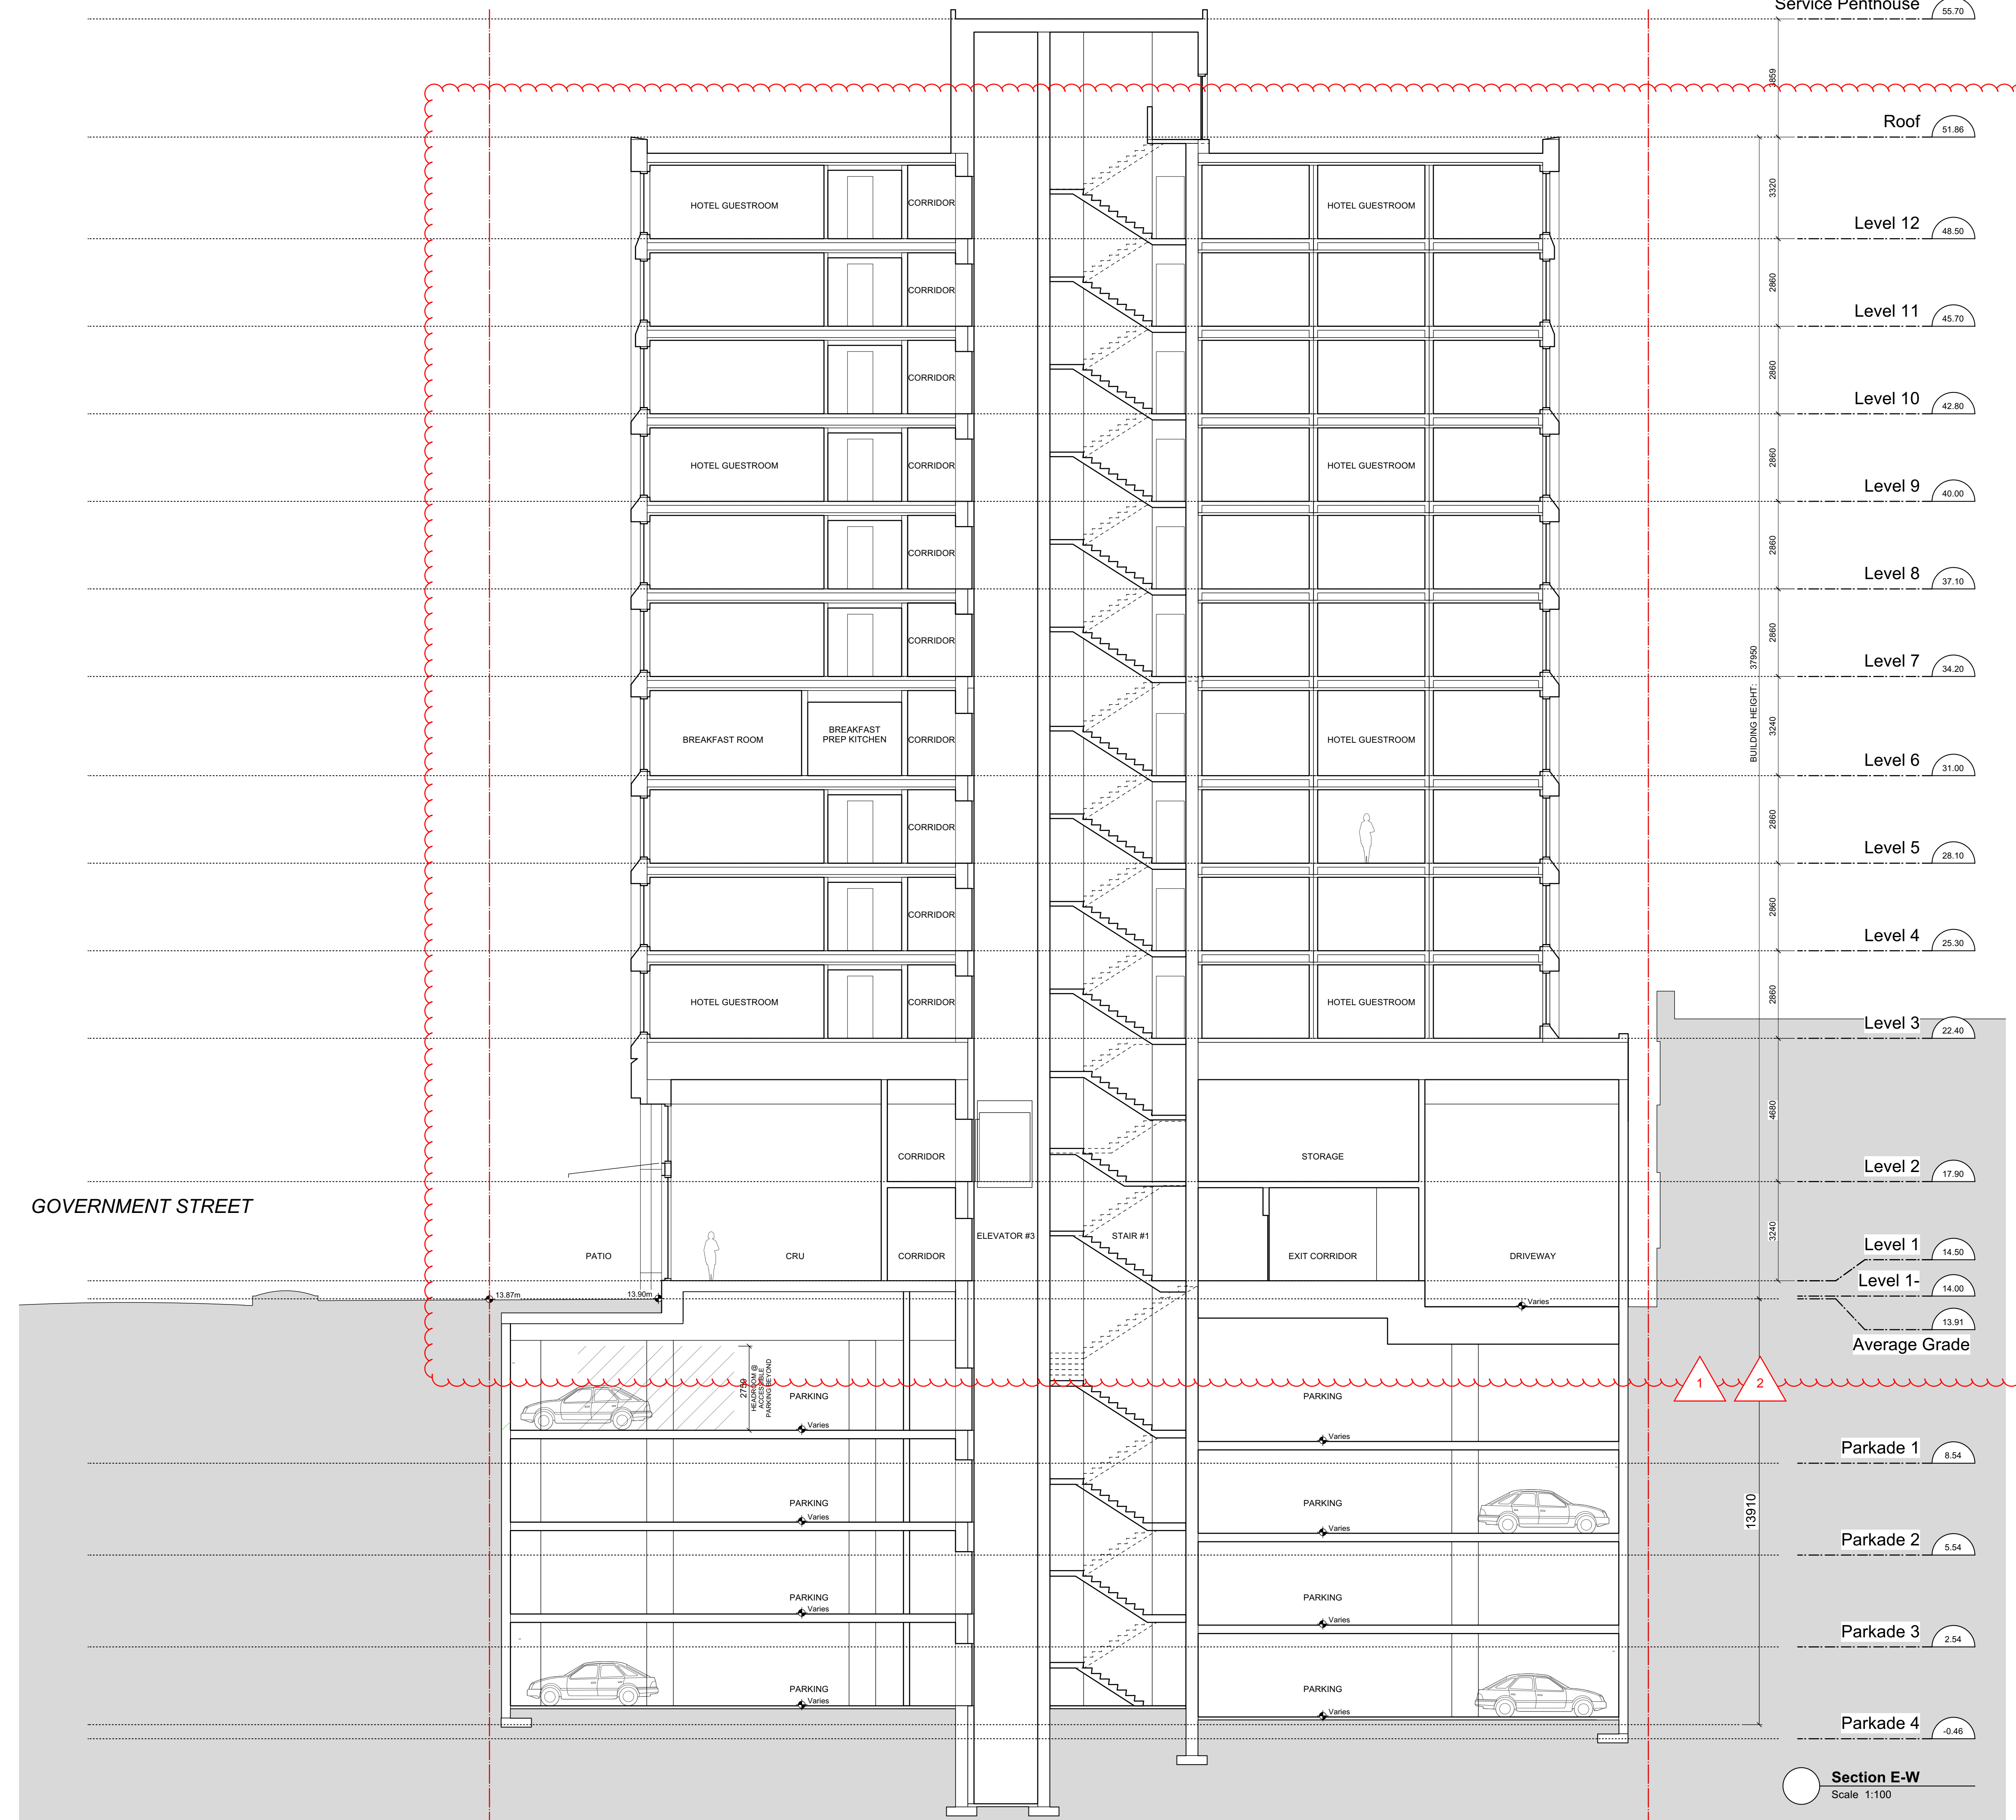 Service Penthouse 55.70
3859
Roof 51.86
3320
HOTEL GUESTROOM CORRIDOR HOTEL GUESTROOM
Level 12 48.50
2860
CORRIDOR
Level 11 45.70
2860
CORRIDOR
Level 10 42.80
2860
HOTEL GUESTROOM CORRIDOR HOTEL GUESTROOM
Level 9 40.00
2860
CORRIDOR
Level 8 37.10
2860
CORRIDOR
BUILDING HEIGHT: 37950
Level 7 34.20
3240
BREAKFAST ROOM
BREAKFAST
PREP KITCHEN
CORRIDOR
HOTEL GUESTROOM
Level 6 31.00
2860
CORRIDOR
Level 5 28.10
2860
CORRIDOR
Level 4 25.30
2860
HOTEL GUESTROOM CORRIDOR HOTEL GUESTROOM
Level 3 22.40
4680
CORRIDOR STORAGE
Level 2 17.90
GOVERNMENT STREET
3240
ELEVATOR #3 STAIR #1
PATIO CRU CORRIDOR EXIT CORRIDOR DRIVEWAY
Level 1 14.50
Level 1- 14.00
13.87m 13.90m Varies
13.91
Average Grade
2750
HEADROOM @
ACCESSIBLE
PARKING BEYOND
PARKING PARKING
1 2
Varies Varies
Parkade 1 8.54
PARKING PARKING
13910
Varies Varies
Parkade 2 5.54
PARKING PARKING
Varies Varies
Parkade 3 2.54
PARKING PARKING
Varies Varies
Parkade 4 -0.46
Section E-W
Scale 1:100